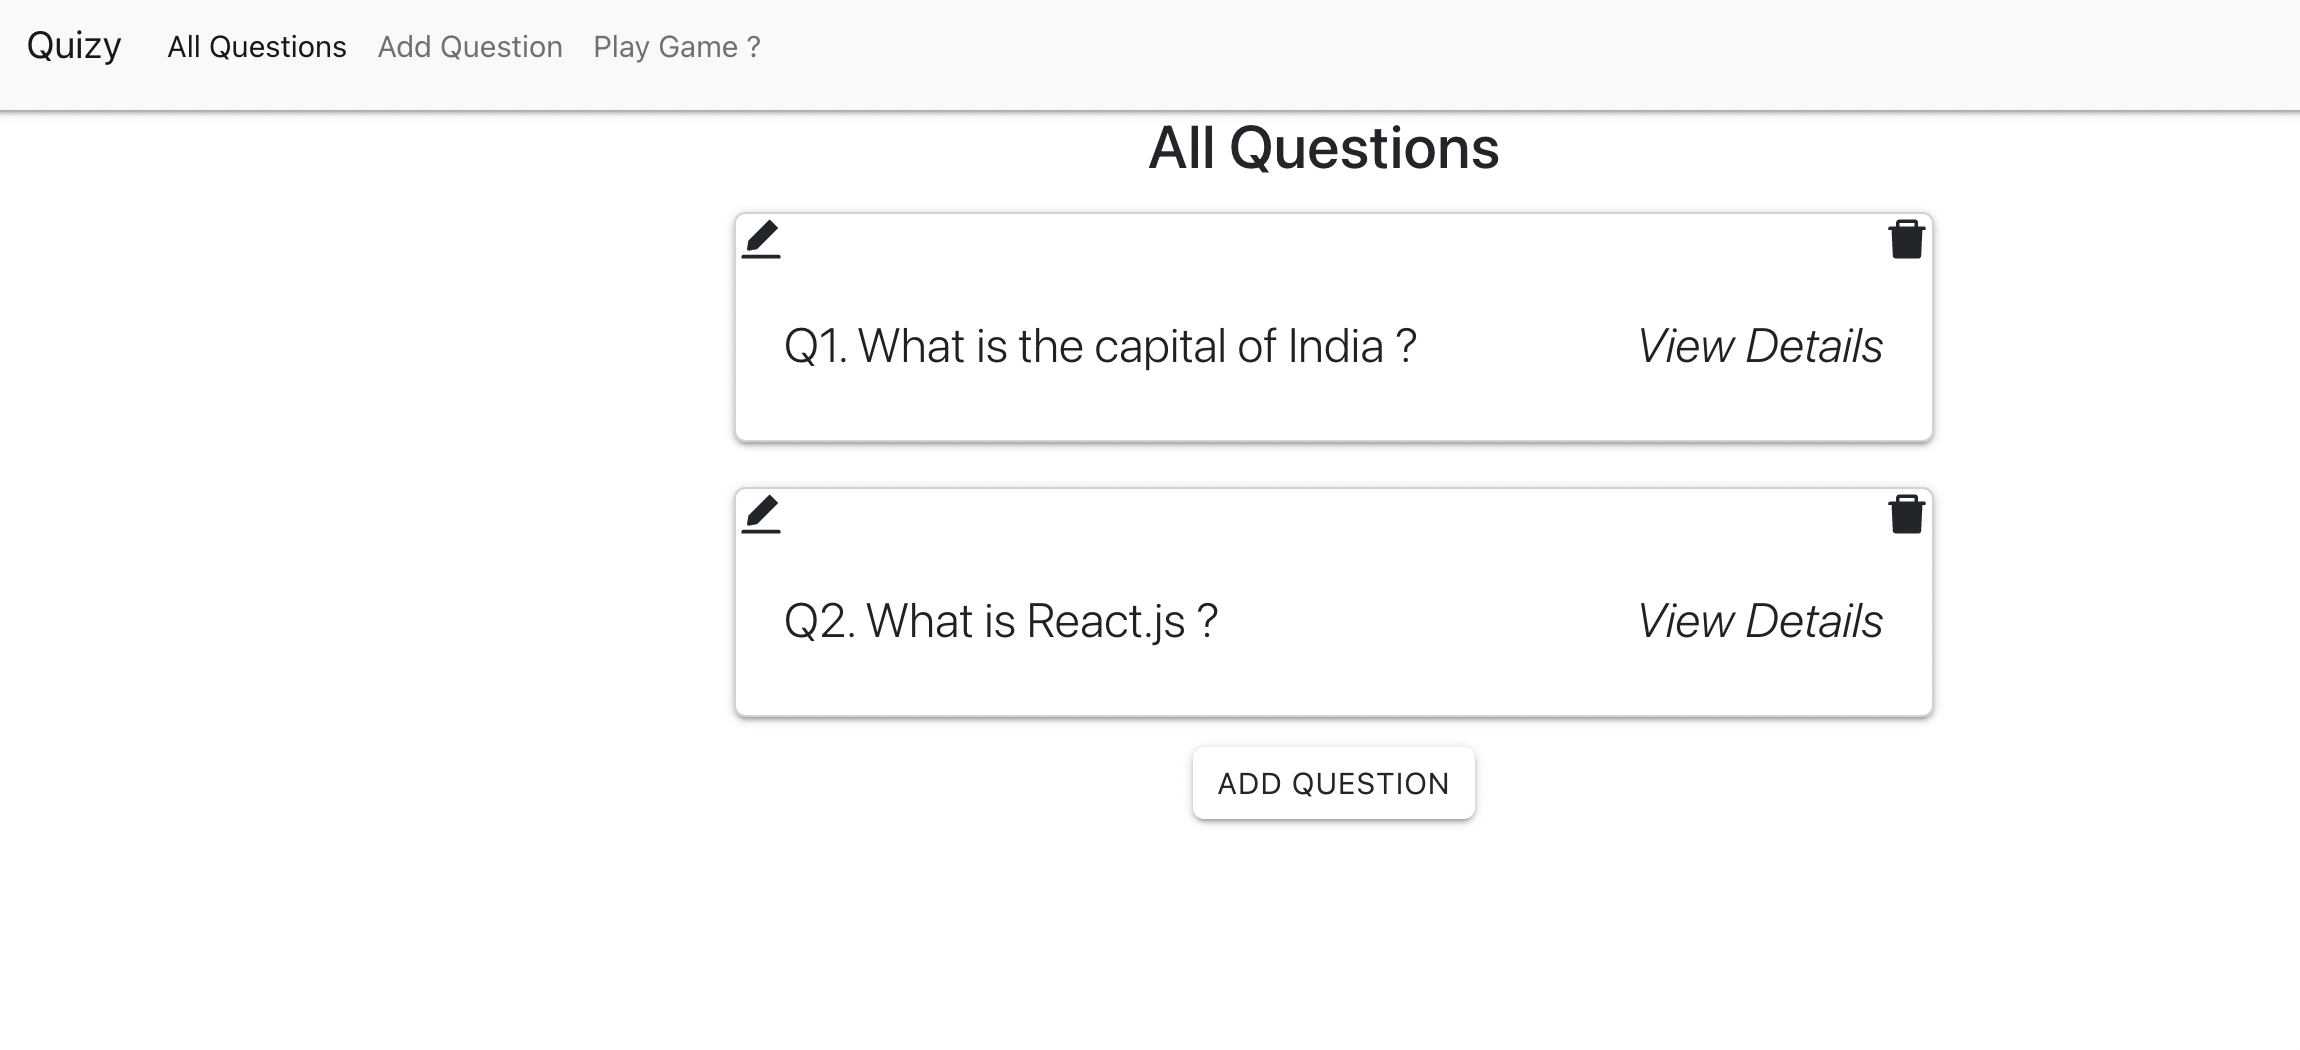 Quizy All Questions Add Question Play Game ?
All Questions
Q1. What is the capital of India ? View Details
Q2. What is React.js ? View Details
ADD QUESTION